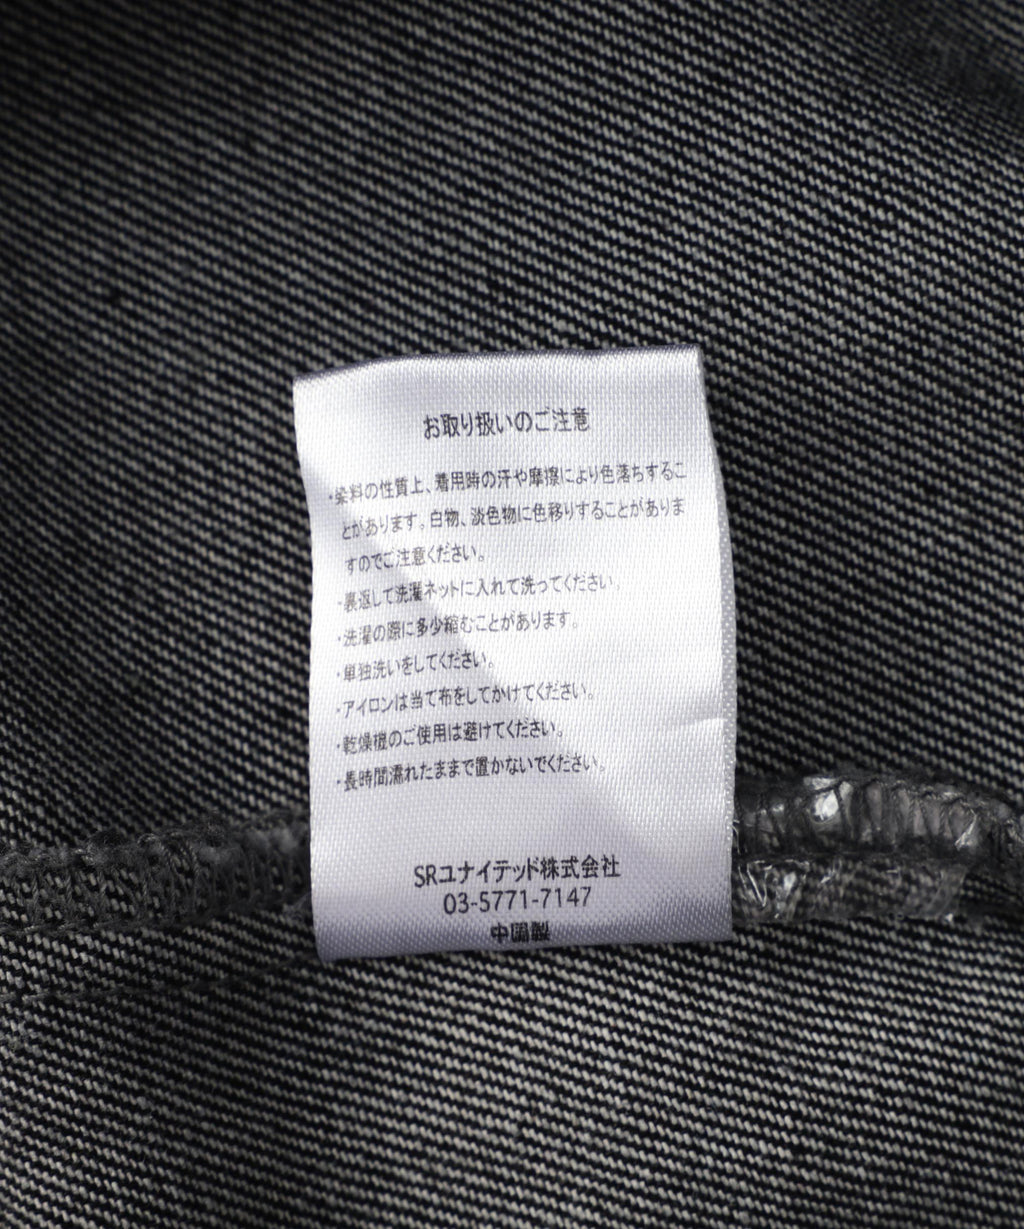 お取り扱いのご注意
・染料の性質上、着用時の汗や摩擦により色落ちするこ
とがあります。白物、淡色物に色移りすることがありま
すのでご注意ください。
・裏返して洗濯ネットに入れて洗ってください。
・洗濯の際に多少縮むことがあります。
・単独洗いをしてください。
・アイロンは当て布をしてかけてください。
・乾燥機のご使用は避けてください。
・長時間濡れたままで置かないでください。
SRユナイテッド株式会社
03-5771-7147
中国製